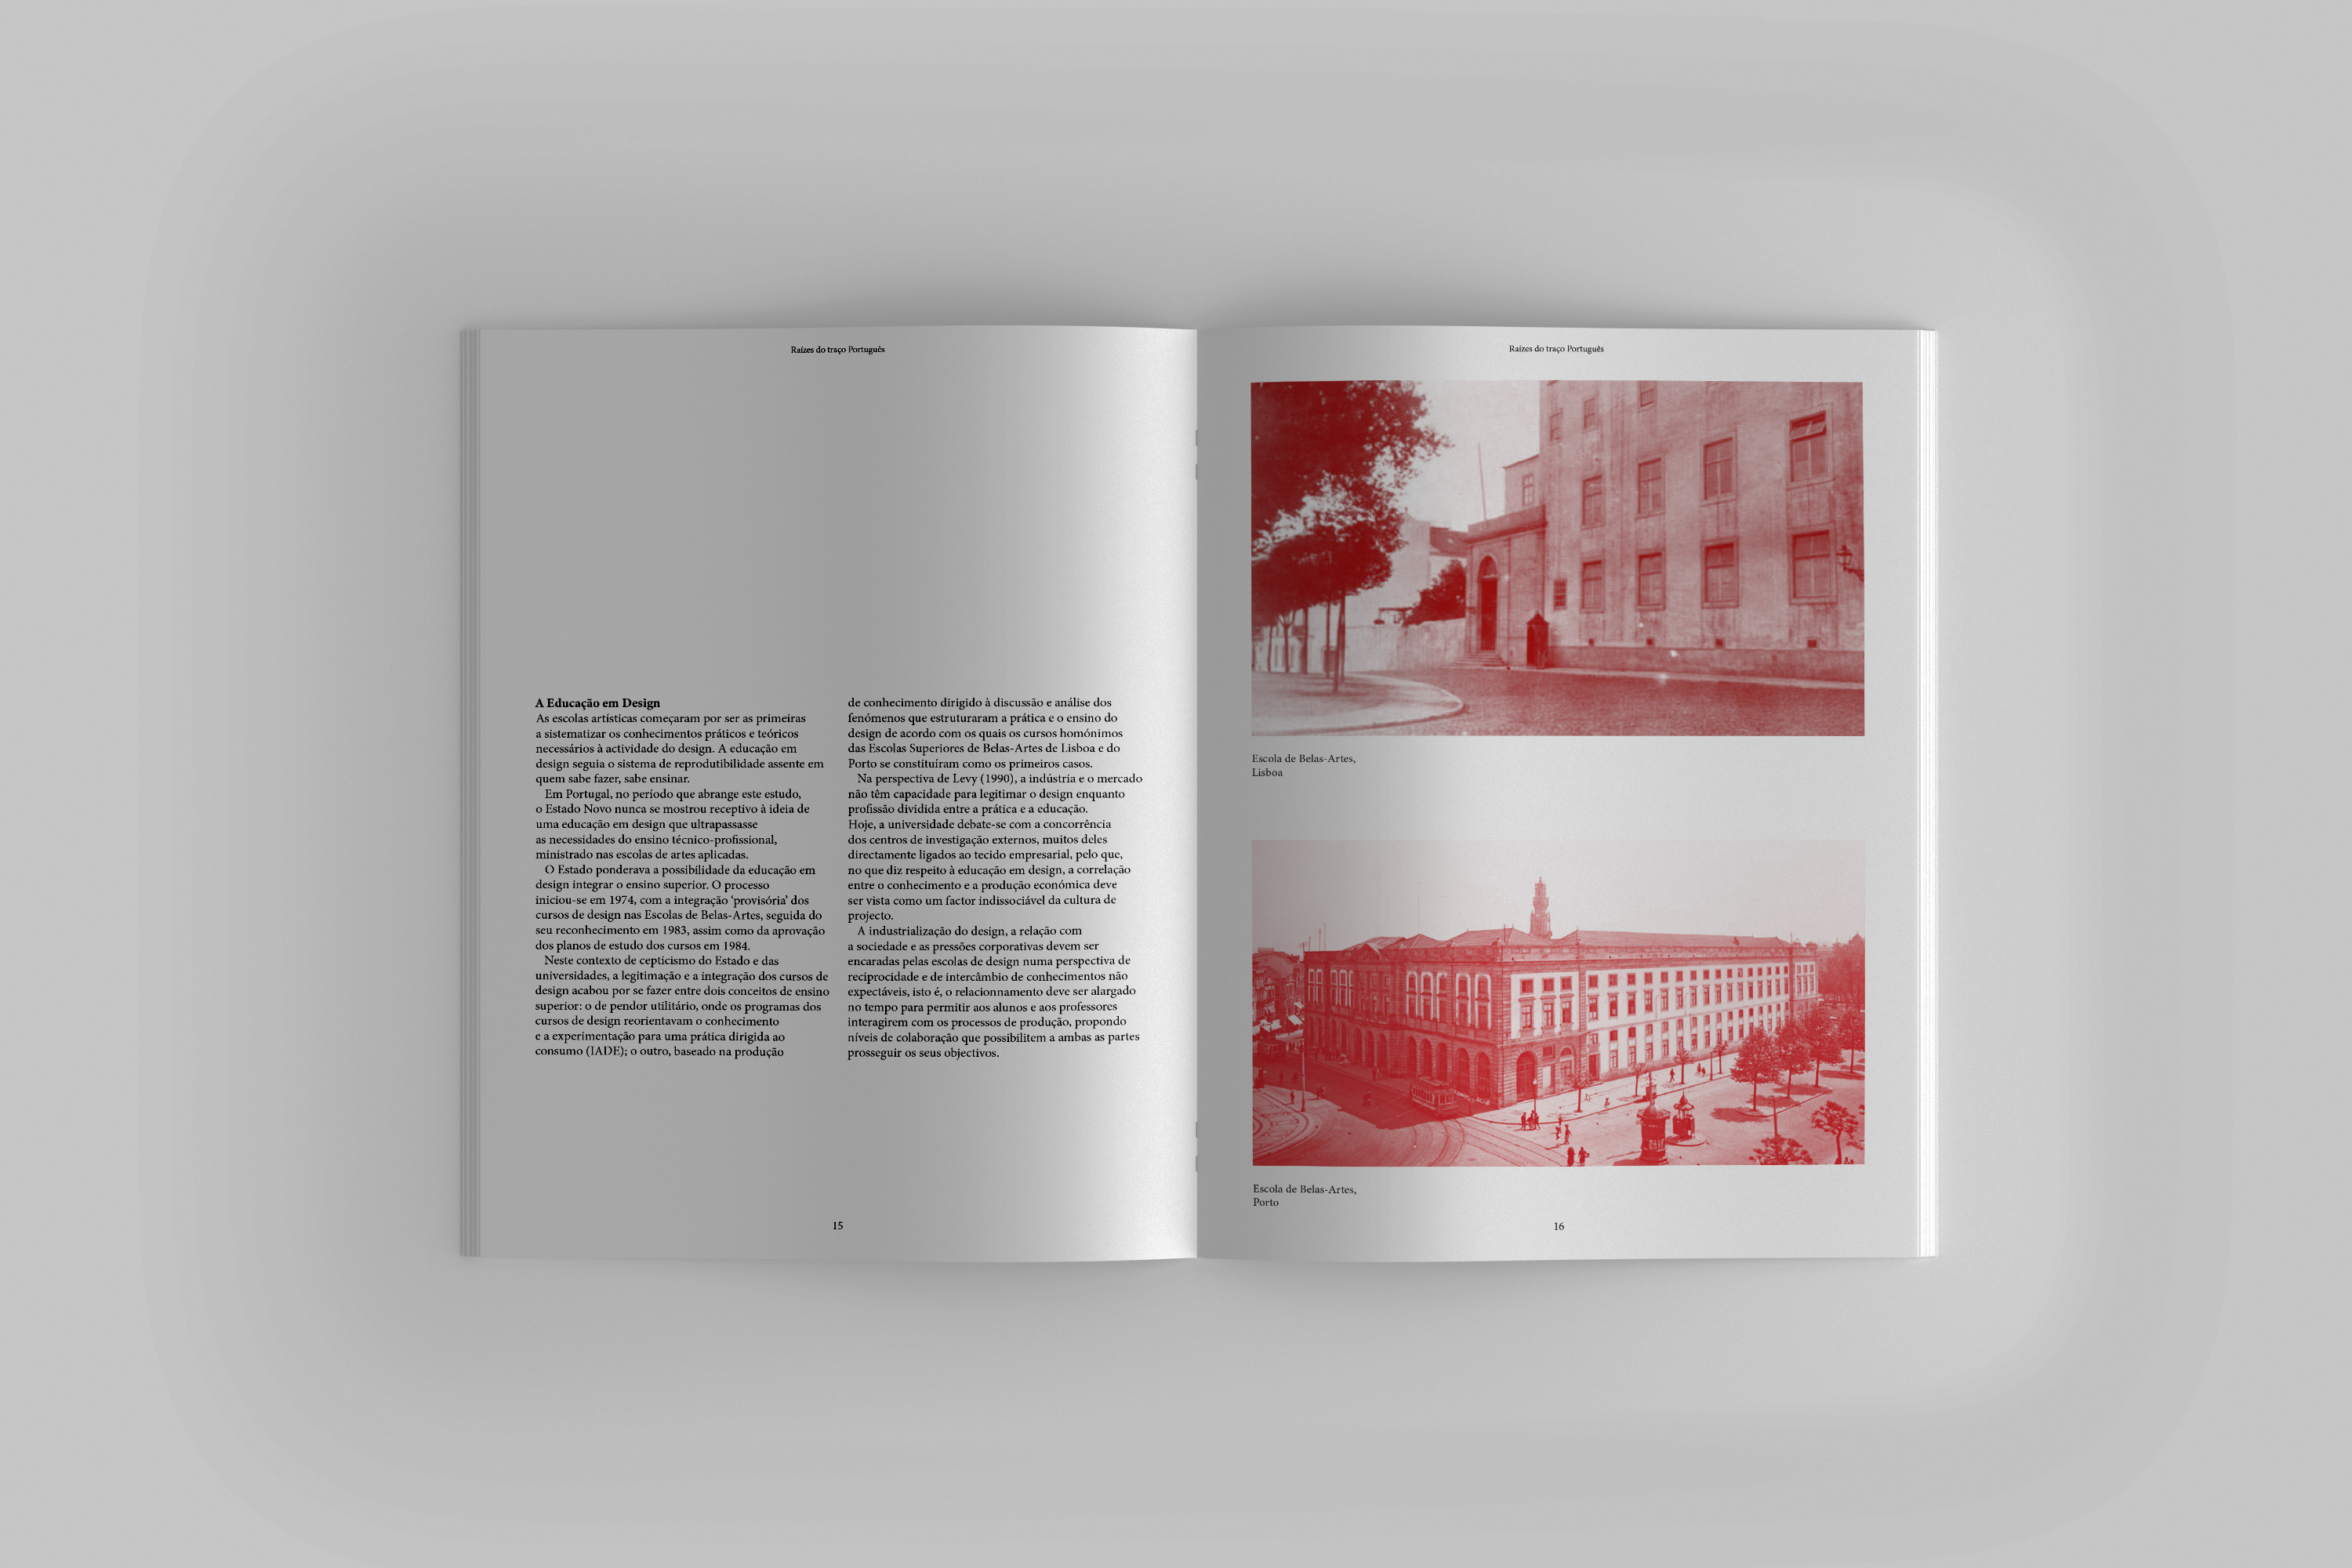 Raízes do traço Português
A Educação em Design
As escolas artísticas começaram por ser as primeiras
a sistematizar os conhecimentos práticos e teóricos
necessários à actividade do design. A educação em
design seguia o sistema de reprodutibilidade assente em
quem sabe fazer, sabe ensinar.
Em Portugal, no período que abrange este estudo,
o Estado Novo nunca se mostrou receptivo à ideia de
uma educação em design que ultrapassasse
as necessidades do ensino técnico-profissional,
ministrado nas escolas de artes aplicadas.
O Estado ponderava a possibilidade da educação em
design integrar o ensino superior. O processo
iniciou-se em 1974, com a integração ‘provisória’ dos
cursos de design nas Escolas de Belas-Artes, seguida do
seu reconhecimento em 1983, assim como da aprovação
dos planos de estudo dos cursos em 1984.
Neste contexto de cepticismo do Estado e das
universidades, a legitimação e a integração dos cursos de
design acabou por se fazer entre dois conceitos de ensino
superior: o de pendor utilitário, onde os programas dos
cursos de design reorientavam o conhecimento
e a experimentação para uma prática dirigida ao
consumo (IADE); o outro, baseado na produção
de conhecimento dirigido à discussão e análise dos
fenómenos que estruturaram a prática e o ensino do
design de acordo com os quais os cursos homónimos
das Escolas Superiores de Belas-Artes de Lisboa e do
Porto se constituíram como os primeiros casos.
Na perspectiva de Levy (1990), a indústria e o mercado
não têm capacidade para legitimar o design enquanto
profissão dividida entre a prática e a educação.
Hoje, a universidade debate-se com a concorrência
dos centros de investigação externos, muitos deles
directamente ligados ao tecido empresarial, pelo que,
no que diz respeito à educação em design, a correlação
entre o conhecimento e a produção económica deve
ser vista como um factor indissociável da cultura de
projecto.
A industrialização do design, a relação com
a sociedade e as pressões corporativas devem ser
encaradas pelas escolas de design numa perspectiva de
reciprocidade e de intercâmbio de conhecimentos não
expectáveis, isto é, o relacionnamento deve ser alargado
no tempo para permitir aos alunos e aos professores
interagirem com os processos de produção, propondo
níveis de colaboração que possibilitem a ambas as partes
prosseguir os seus objectivos.
15
Raízes do traço Português
Escola de Belas-Artes,
Lisboa
Escola de Belas-Artes,
Porto
16